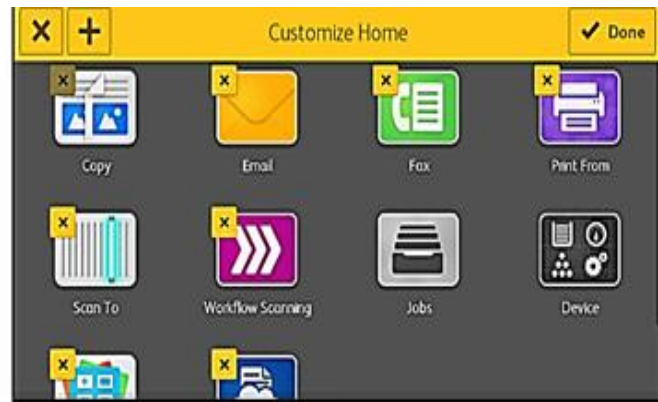 Customize Home
Done
Copy
Email
Fax
Print From
Scan To
Workflow Scanning
Jobs
Device